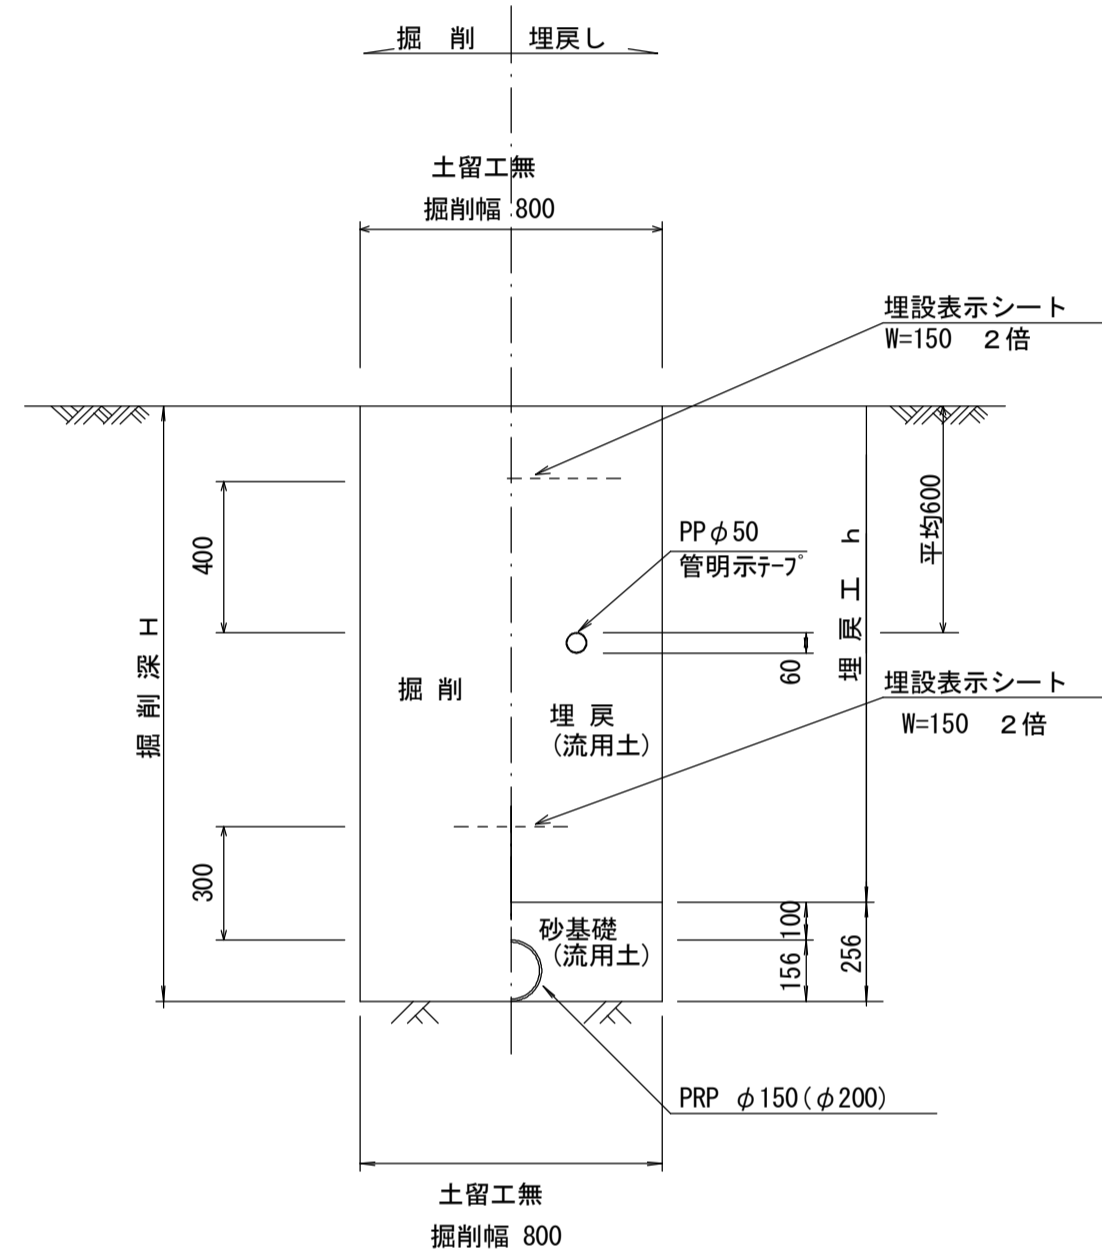 掘 削 埋戻し
土留工無
掘削幅 800
埋設表示シート
W=150 2倍
平均600
400
PPφ50
管明示ﾃｰﾌﾟ
埋戻工 h
60
掘削深 H
掘 削
埋 戻
(流用土)
埋設表示シート
W=150 2倍
300
砂基礎
(流用土)
100
156
256
PRP φ150(φ200)
土留工無
掘削幅 800